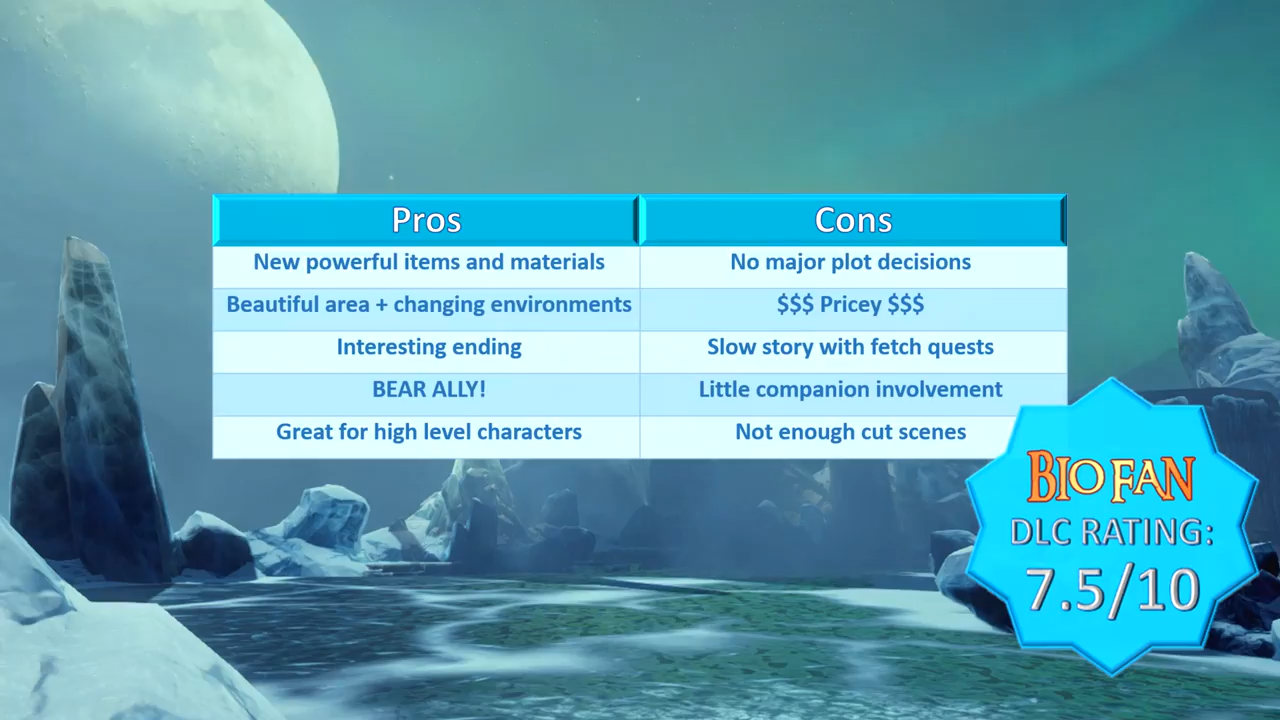 Pros
Cons
New powerful items and materials
No major plot decisions
Beautiful area + changing environments
$$$ Pricey $$$
Interesting ending
Slow story with fetch quests
BEAR ALLY!
Little companion involvement
Great for high level characters
Not enough cut scenes
BIOFAN
DLC RATING:
7.5/10